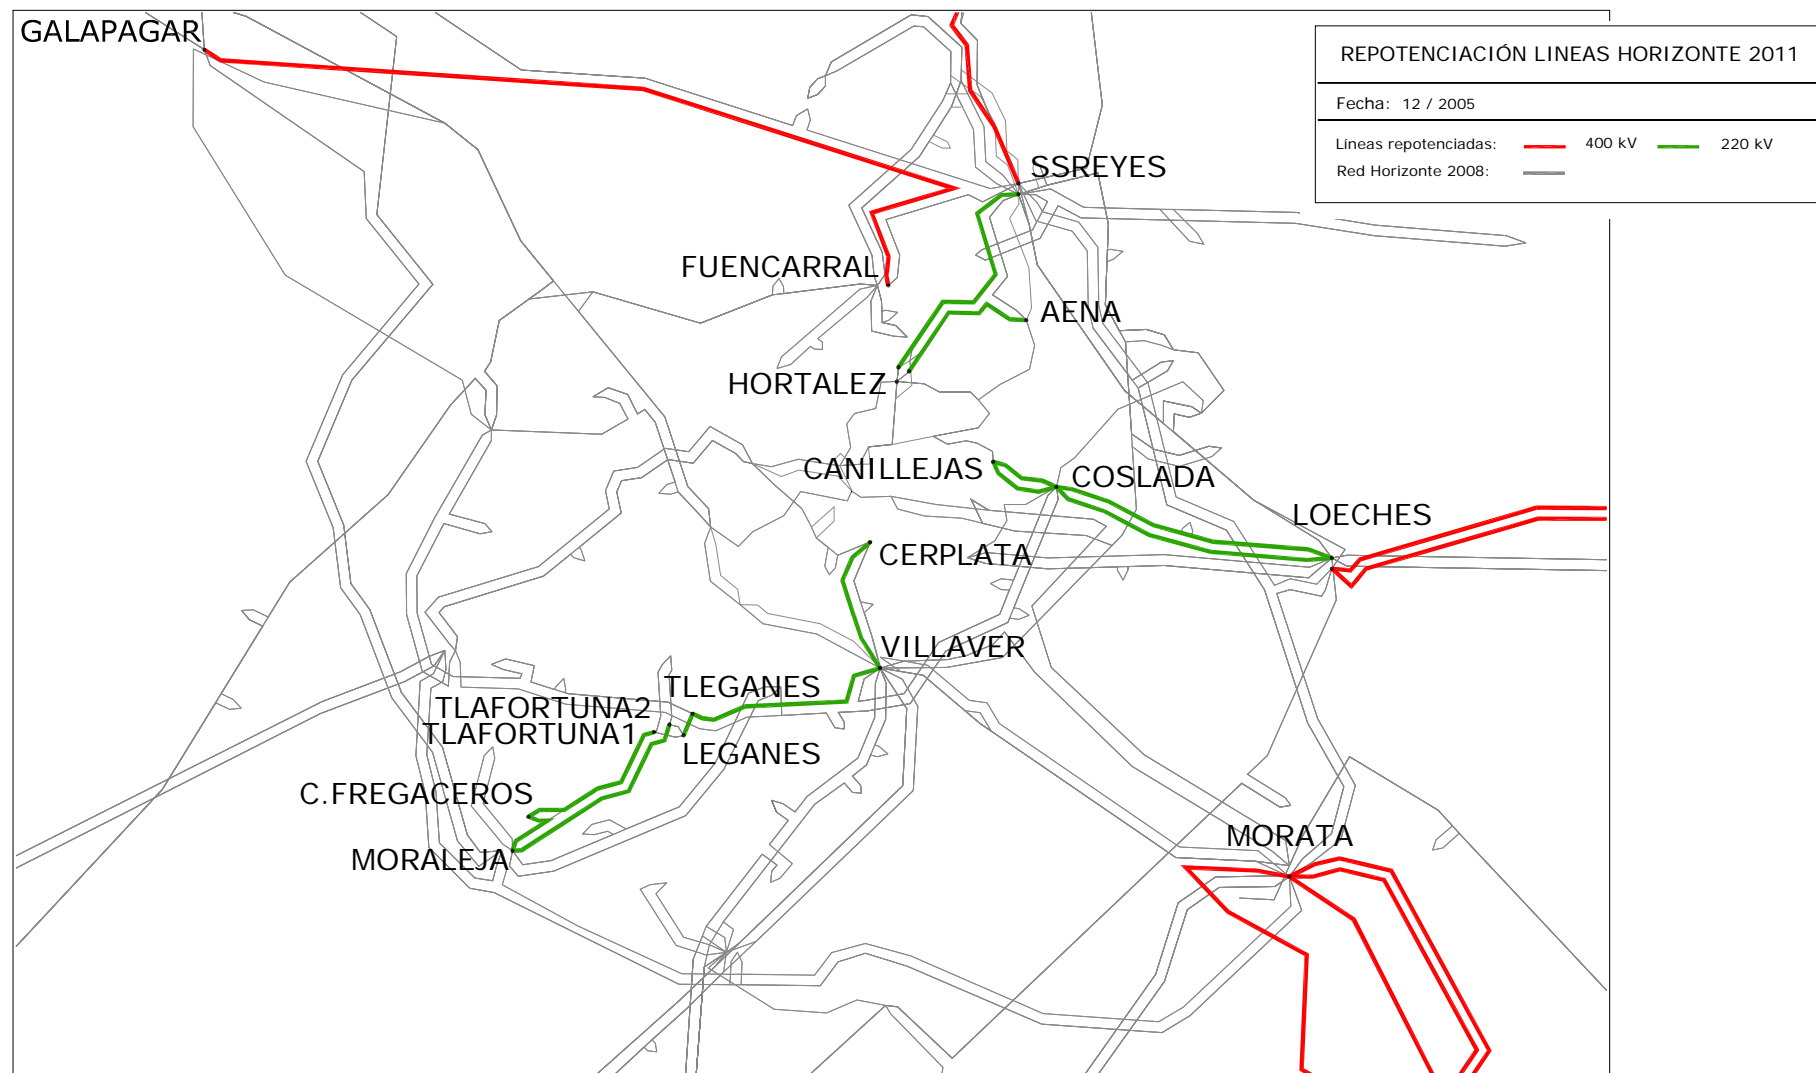 GALAPAGAR
REPOTENCIACIÓN LINEAS HORIZONTE 2011
Fecha: 12 / 2005
Líneas repotenciadas: 400 kV 220 kV
Red Horizonte 2008:
SSREYES
FUENCARRAL
AENA
HORTALEZ
CANILLEJAS
COSLADA
LOECHES
CERPLATA
VILLAVER
TLEGANES
TLAFORTUNA2
TLAFORTUNA1
LEGANES
C.FREGACEROS
MORATA
MORALEJA